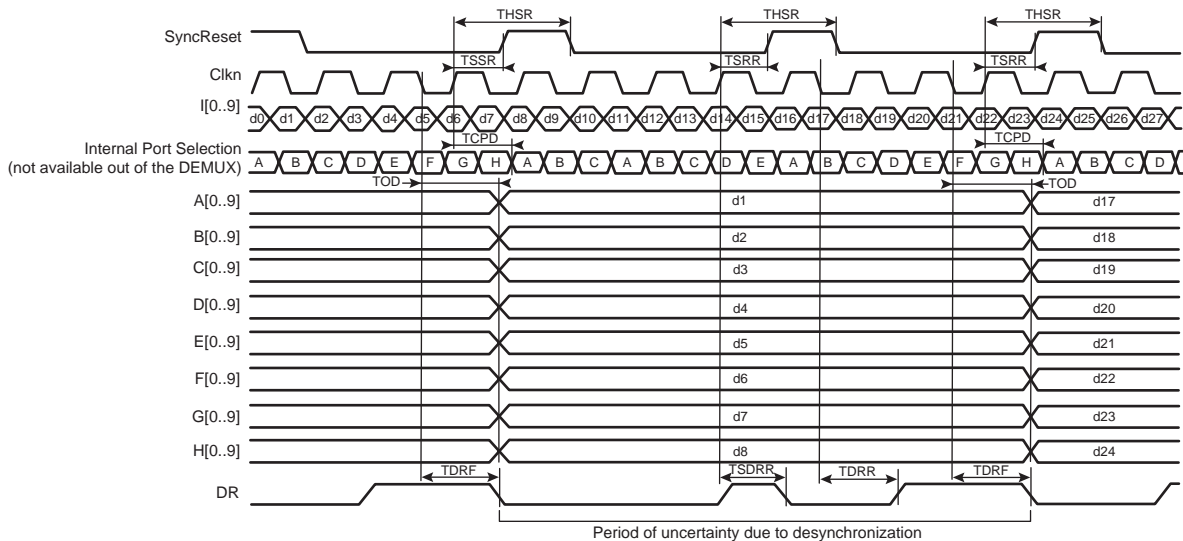 THSR THSR THSR
SyncReset
TSSR TSRR TSRR
Clkn
I[0..9]
d0 d1 d2 d3 d4 d5 d6 d7 d8 d9 d10 d11 d12 d13 d14 d15 d16 d17 d18 d19 d20 d21 d22 d23 d24 d25 d26 d27
TCPD TCPD
Internal Port Selection
(not available out of the DEMUX)
A B C D E F G H A B C A B C D E A B C D E F G H A B C D
TOD TOD
A[0..9] d1 d17
B[0..9] d2 d18
C[0..9] d3 d19
D[0..9] d4 d20
E[0..9] d5 d21
F[0..9] d6 d22
G[0..9] d7 d23
H[0..9] d8 d24
TDRF TSDRR TDRR TDRF
DR
Period of uncertainty due to desynchronization